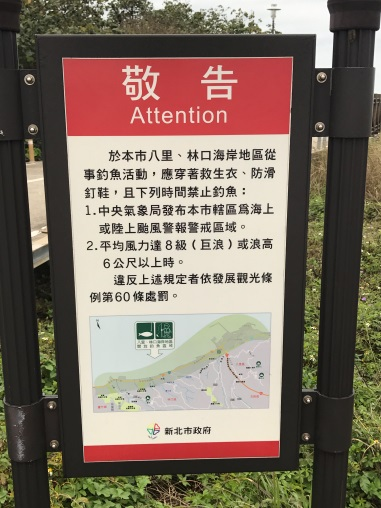 敬告
Attention
於本市八里、林口海岸地區從
事釣魚活動，應穿著救生衣、防滑
釘鞋，且下列時間禁止釣魚：
1.中央氣象局發布本市轄區爲海上
或陸上颱風警報警戒區域。
2.平均風力達8級（巨浪）或浪高
6公尺以上時。
違反上述規定者依發展觀光條
例第60條處罰。
新北市政府